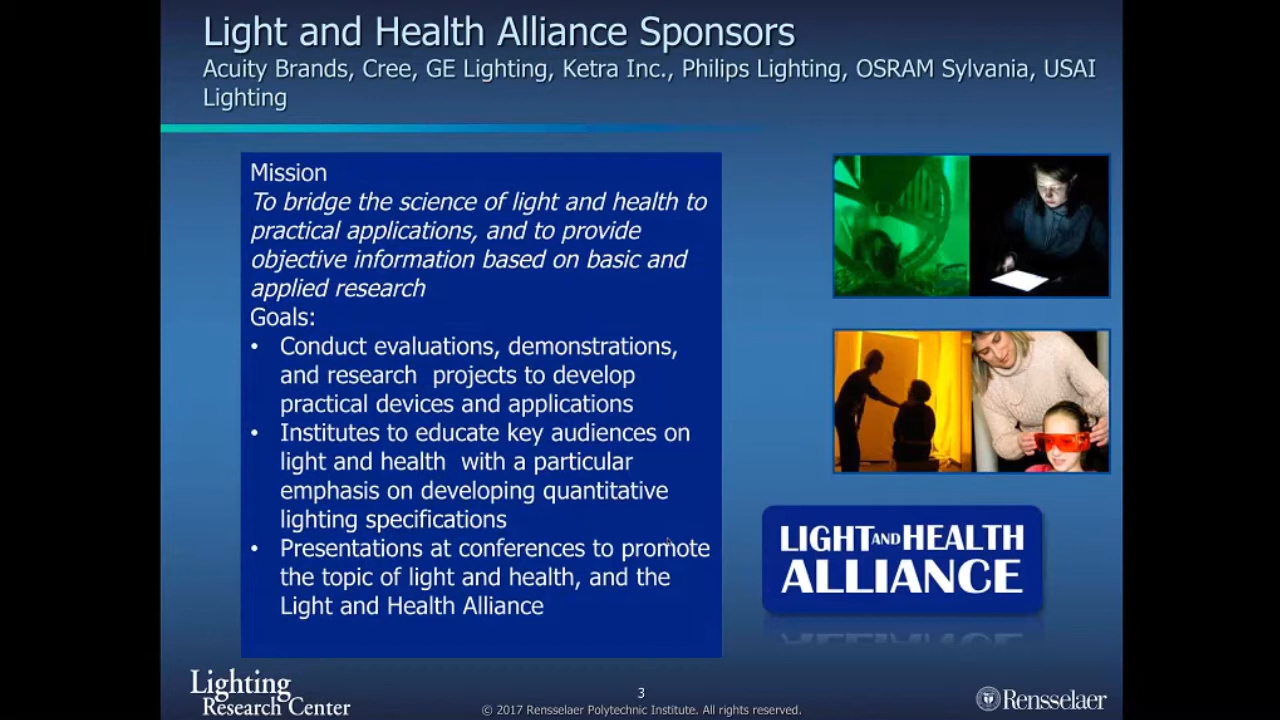 Light and Health Alliance Sponsors
Acuity Brands, Cree, GE Lighting, Ketra Inc., Philips Lighting, OSRAM Sylvania, USAI
Lighting
Mission
To bridge the science of light and health to
practical applications, and to provide
objective information based on basic and
applied research
Goals:
• Conduct evaluations, demonstrations,
and research projects to develop
practical devices and applications
• Institutes to educate key audiences on
light and health with a particular
emphasis on developing quantitative
lighting specifications
• Presentations at conferences to promote
the topic of light and health, and the
Light and Health Alliance
LIGHT AND HEALTH
ALLIANCE
Lighting
Research Center
3
© 2017 Rensselaer Polytechnic Institute. All rights reserved.
Rensselaer